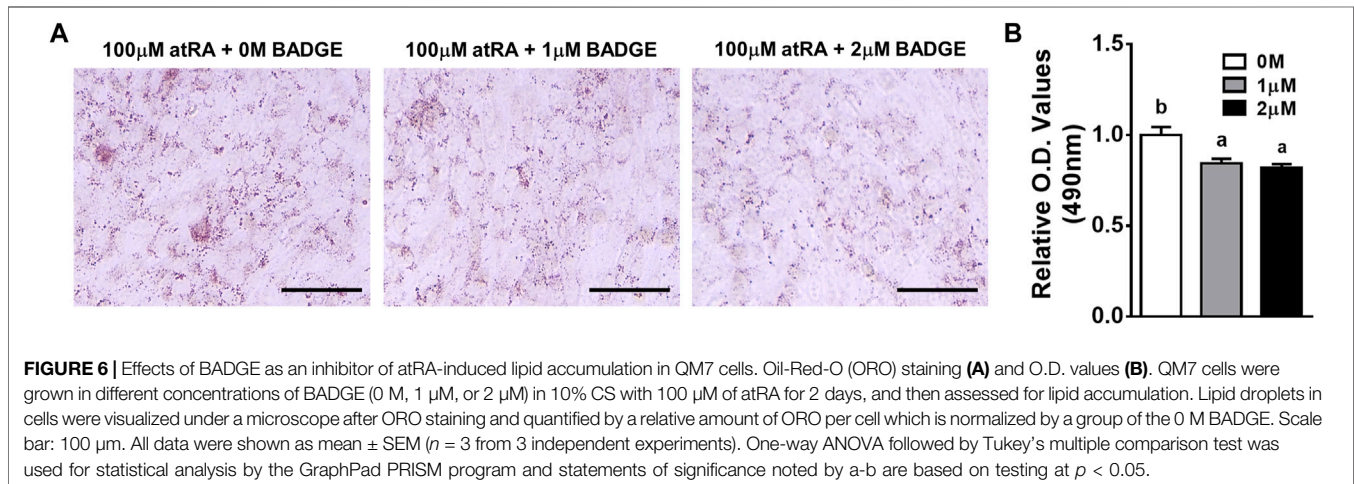 A
100µM atRA + 0M BADGE
100µM atRA + 1µM BADGE
100µM atRA + 2µM BADGE
B
Relative O.D. Values
(490nm)
1.5
1.0
0.5
0.0
0M
1µM
2µM
b
a
a
FIGURE 6 | Effects of BADGE as an inhibitor of atRA-induced lipid accumulation in QM7 cells. Oil-Red-O (ORO) staining (A) and O.D. values (B). QM7 cells were
grown in different concentrations of BADGE (0 M, 1 µM, or 2 µM) in 10% CS with 100 µM of atRA for 2 days, and then assessed for lipid accumulation. Lipid droplets in
cells were visualized under a microscope after ORO staining and quantified by a relative amount of ORO per cell which is normalized by a group of the 0 M BADGE. Scale
bar: 100 µm. All data were shown as mean ± SEM (n = 3 from 3 independent experiments). One-way ANOVA followed by Tukey's multiple comparison test was
used for statistical analysis by the GraphPad PRISM program and statements of significance noted by a-b are based on testing at p < 0.05.